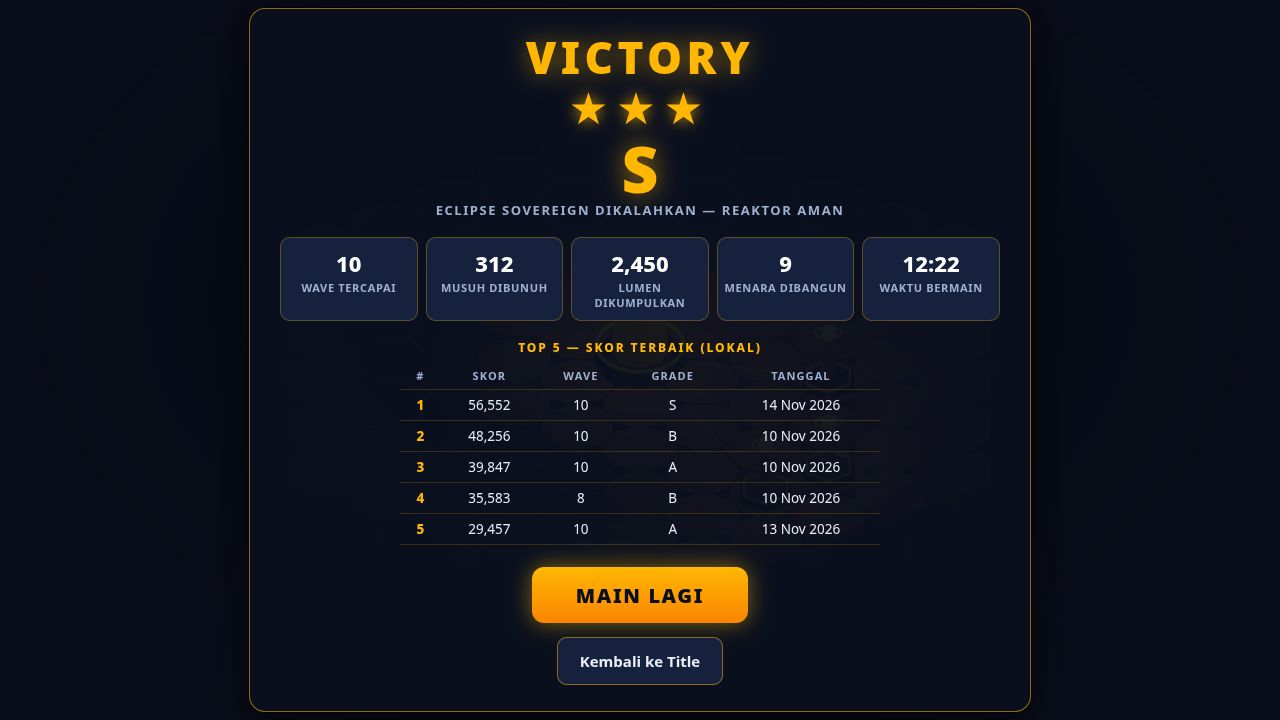 VICTORY
★ ★ ★
S
ECLIPSE SOVEREIGN DIKALAHKAN — REAKTOR AMAN
10
WAVE TERCAPAI
312
MUSUH DIBUNUH
2,450
LUMEN
DIKUMPULKAN
9
MENARA DIBANGUN
12:22
WAKTU BERMAIN
TOP 5 — SKOR TERBAIK (LOKAL)
# SKOR WAVE GRADE TANGGAL
1 56,552 10 S 14 Nov 2026
2 48,256 10 B 10 Nov 2026
3 39,847 10 A 10 Nov 2026
4 35,583 8 B 10 Nov 2026
5 29,457 10 A 13 Nov 2026
MAIN LAGI
Kembali ke Title